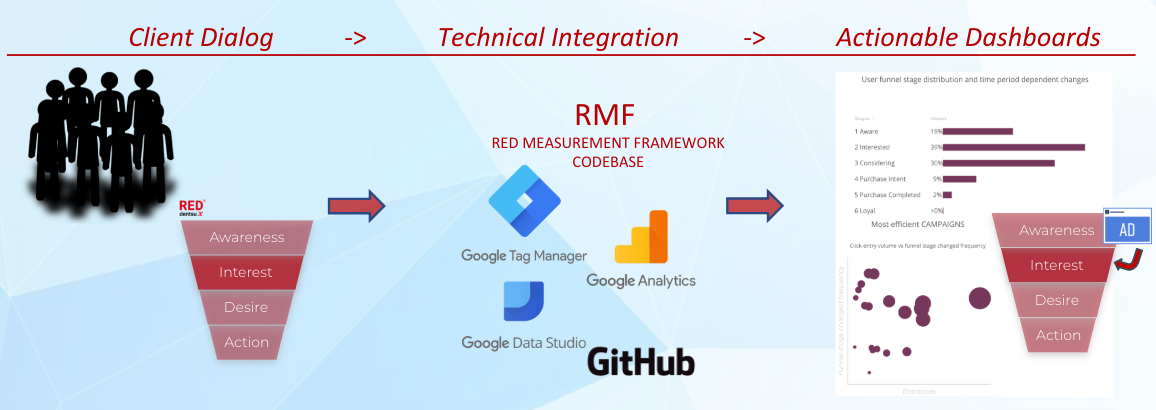 Client Dialog -> Technical Integration -> Actionable Dashboards
RMF
RED MEASUREMENT FRAMEWORK
CODEBASE
RED
dentsu X
Awareness
Interest
Desire
Action
Google Tag Manager
Google Analytics
Google Data Studio
GitHub
User funnel stage distribution and time period dependent changes
Stages Visitors
1 Aware 19%
2 Interested 39%
3 Considering 30%
4 Purchase Intent 9%
5 Purchase Completed 2%
6 Loyal +0%
Most efficient CAMPAIGNS
Click-entry volume vs funnel stage changed frequency
Funnel stage changed frequency
Entrances
Awareness
Interest
Desire
Action
AD